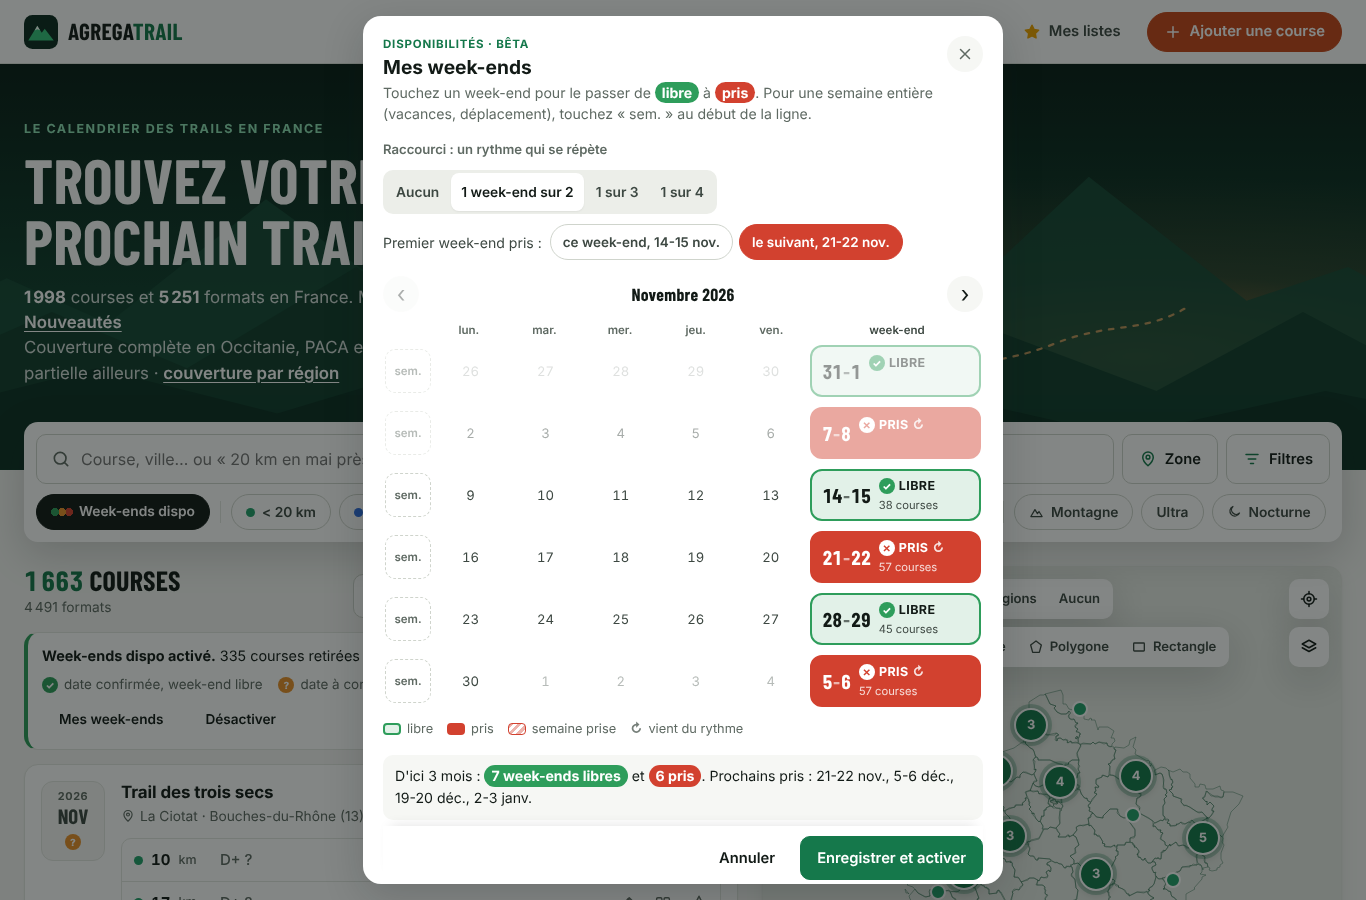 AGREGATRAIL
Mes listes
Ajouter une course
LE CALENDRIER DES TRAILS EN FRANCE
TROUVEZ VOTR
PROCHAIN TRA
1998 courses et 5251 formats en France.
Nouveautés
Couverture complète en Occitanie, PACA e
partielle ailleurs · couverture par région
Course, ville... ou « 20 km en mai prè
Zone
Filtres
Week-ends dispo
< 20 km
Montagne
Ultra
Nocturne
1663 COURSES
4491 formats
gions
Aucun
Polygone
Rectangle
Week-ends dispo activé. 335 courses retirées
date confirmée, week-end libre
? date à co
Mes week-ends
Désactiver
2026
NOV
?
Trail des trois secs
La Ciotat · Bouches-du-Rhône (13)
10 km D+ ?
3
4
4
3
5
3
DISPONIBILITÉS · BÊTA
Mes week-ends
Touchez un week-end pour le passer de libre à pris. Pour une semaine entière
(vacances, déplacement), touchez « sem. » au début de la ligne.
Raccourci : un rythme qui se répète
Aucun
1 week-end sur 2
1 sur 3
1 sur 4
Premier week-end pris :
ce week-end, 14-15 nov.
le suivant, 21-22 nov.
Novembre 2026
lun. mar. mer. jeu. ven. week-end
sem. 26 27 28 29 30 31-1 LIBRE
sem. 2 3 4 5 6 7-8 PRIS
sem. 9 10 11 12 13 14-15 LIBRE
38 courses
sem. 16 17 18 19 20 21-22 PRIS
57 courses
sem. 23 24 25 26 27 28-29 LIBRE
45 courses
sem. 30 1 2 3 4 5-6 PRIS
57 courses
libre
pris
semaine prise
vient du rythme
D'ici 3 mois : 7 week-ends libres et 6 pris. Prochains pris : 21-22 nov., 5-6 déc.,
19-20 déc., 2-3 janv.
Annuler
Enregistrer et activer